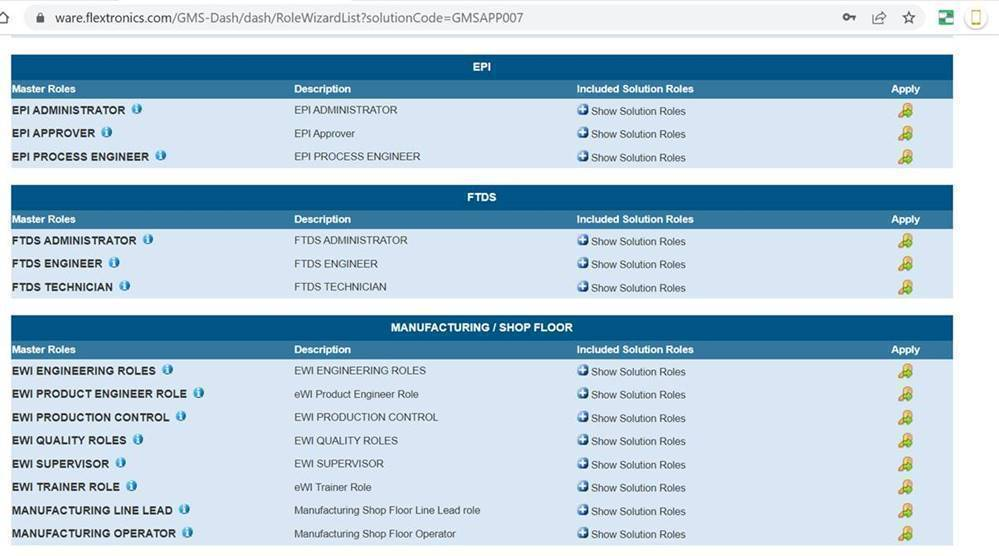 ware.flextronics.com/GMS-Dash/dash/RoleWizardList?solutionCode=GMSAPP007
EPI
Master Roles Description Included Solution Roles Apply
EPI ADMINISTRATOR EPI ADMINISTRATOR Show Solution Roles
EPI APPROVER EPI Approver Show Solution Roles
EPI PROCESS ENGINEER EPI PROCESS ENGINEER Show Solution Roles
FTDS
Master Roles Description Included Solution Roles Apply
FTDS ADMINISTRATOR FTDS ADMINISTRATOR Show Solution Roles
FTDS ENGINEER FTDS ENGINEER Show Solution Roles
FTDS TECHNICIAN FTDS TECHNICIAN Show Solution Roles
MANUFACTURING / SHOP FLOOR
Master Roles Description Included Solution Roles Apply
EWI ENGINEERING ROLES EWI ENGINEERING ROLES Show Solution Roles
EWI PRODUCT ENGINEER ROLE eWI Product Engineer Role Show Solution Roles
EWI PRODUCTION CONTROL EWI PRODUCTION CONTROL Show Solution Roles
EWI QUALITY ROLES EWI QUALITY ROLES Show Solution Roles
EWI SUPERVISOR EWI SUPERVISOR Show Solution Roles
EWI TRAINER ROLE eWI Trainer Role Show Solution Roles
MANUFACTURING LINE LEAD Manufacturing Shop Floor Line Lead role Show Solution Roles
MANUFACTURING OPERATOR Manufacturing Shop Floor Operator Show Solution Roles